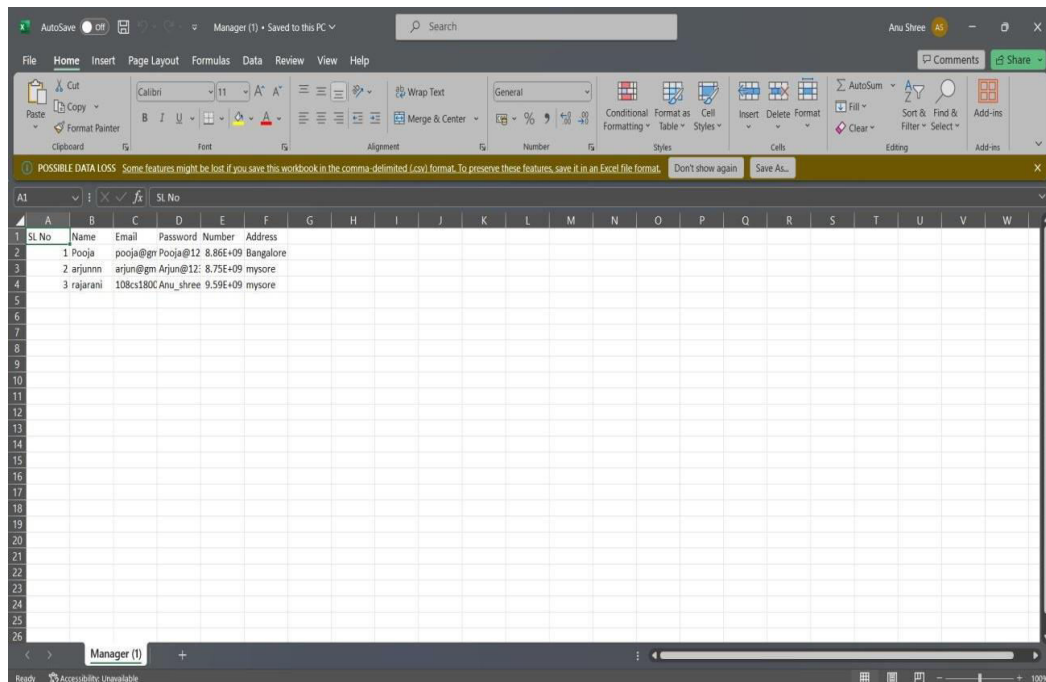 AutoSave Off Manager (1) • Saved to this PC Search Anu Shree AS
File Home Insert Page Layout Formulas Data Review View Help Comments Share
Paste Cut Copy Format Painter Clipboard
Calibri 11 A^ Aˇ B I U A Font
Wrap Text Merge & Center Alignment
General % 9 Number
Conditional Formatting Format as Table Cell Styles Styles
Insert Delete Format Cells
AutoSum Fill Clear Sort & Filter Find & Select Editing
Add-ins Add-ins
POSSIBLE DATA LOSS Some features might be lost if you save this workbook in the comma-delimited (.csv) format. To preserve these features, save it in an Excel file format. Don't show again Save As...
A1 fx SL No
A B C D E F G H I J K L M N O P Q R S T U V W
1 SL No Name Email Password Number Address
2 1 Pooja pooja@gm Pooja@12 8.86E+09 Bangalore
3 2 arjunnn arjun@gm Arjun@12: 8.75E+09 mysore
4 3 rajarani 108cs180C Anu_shree 9.59E+09 mysore
5
6
7
8
9
10
11
12
13
14
15
16
17
18
19
20
21
22
23
24
25
26
Manager (1) +
Ready Accessibility: Unavailable 100%